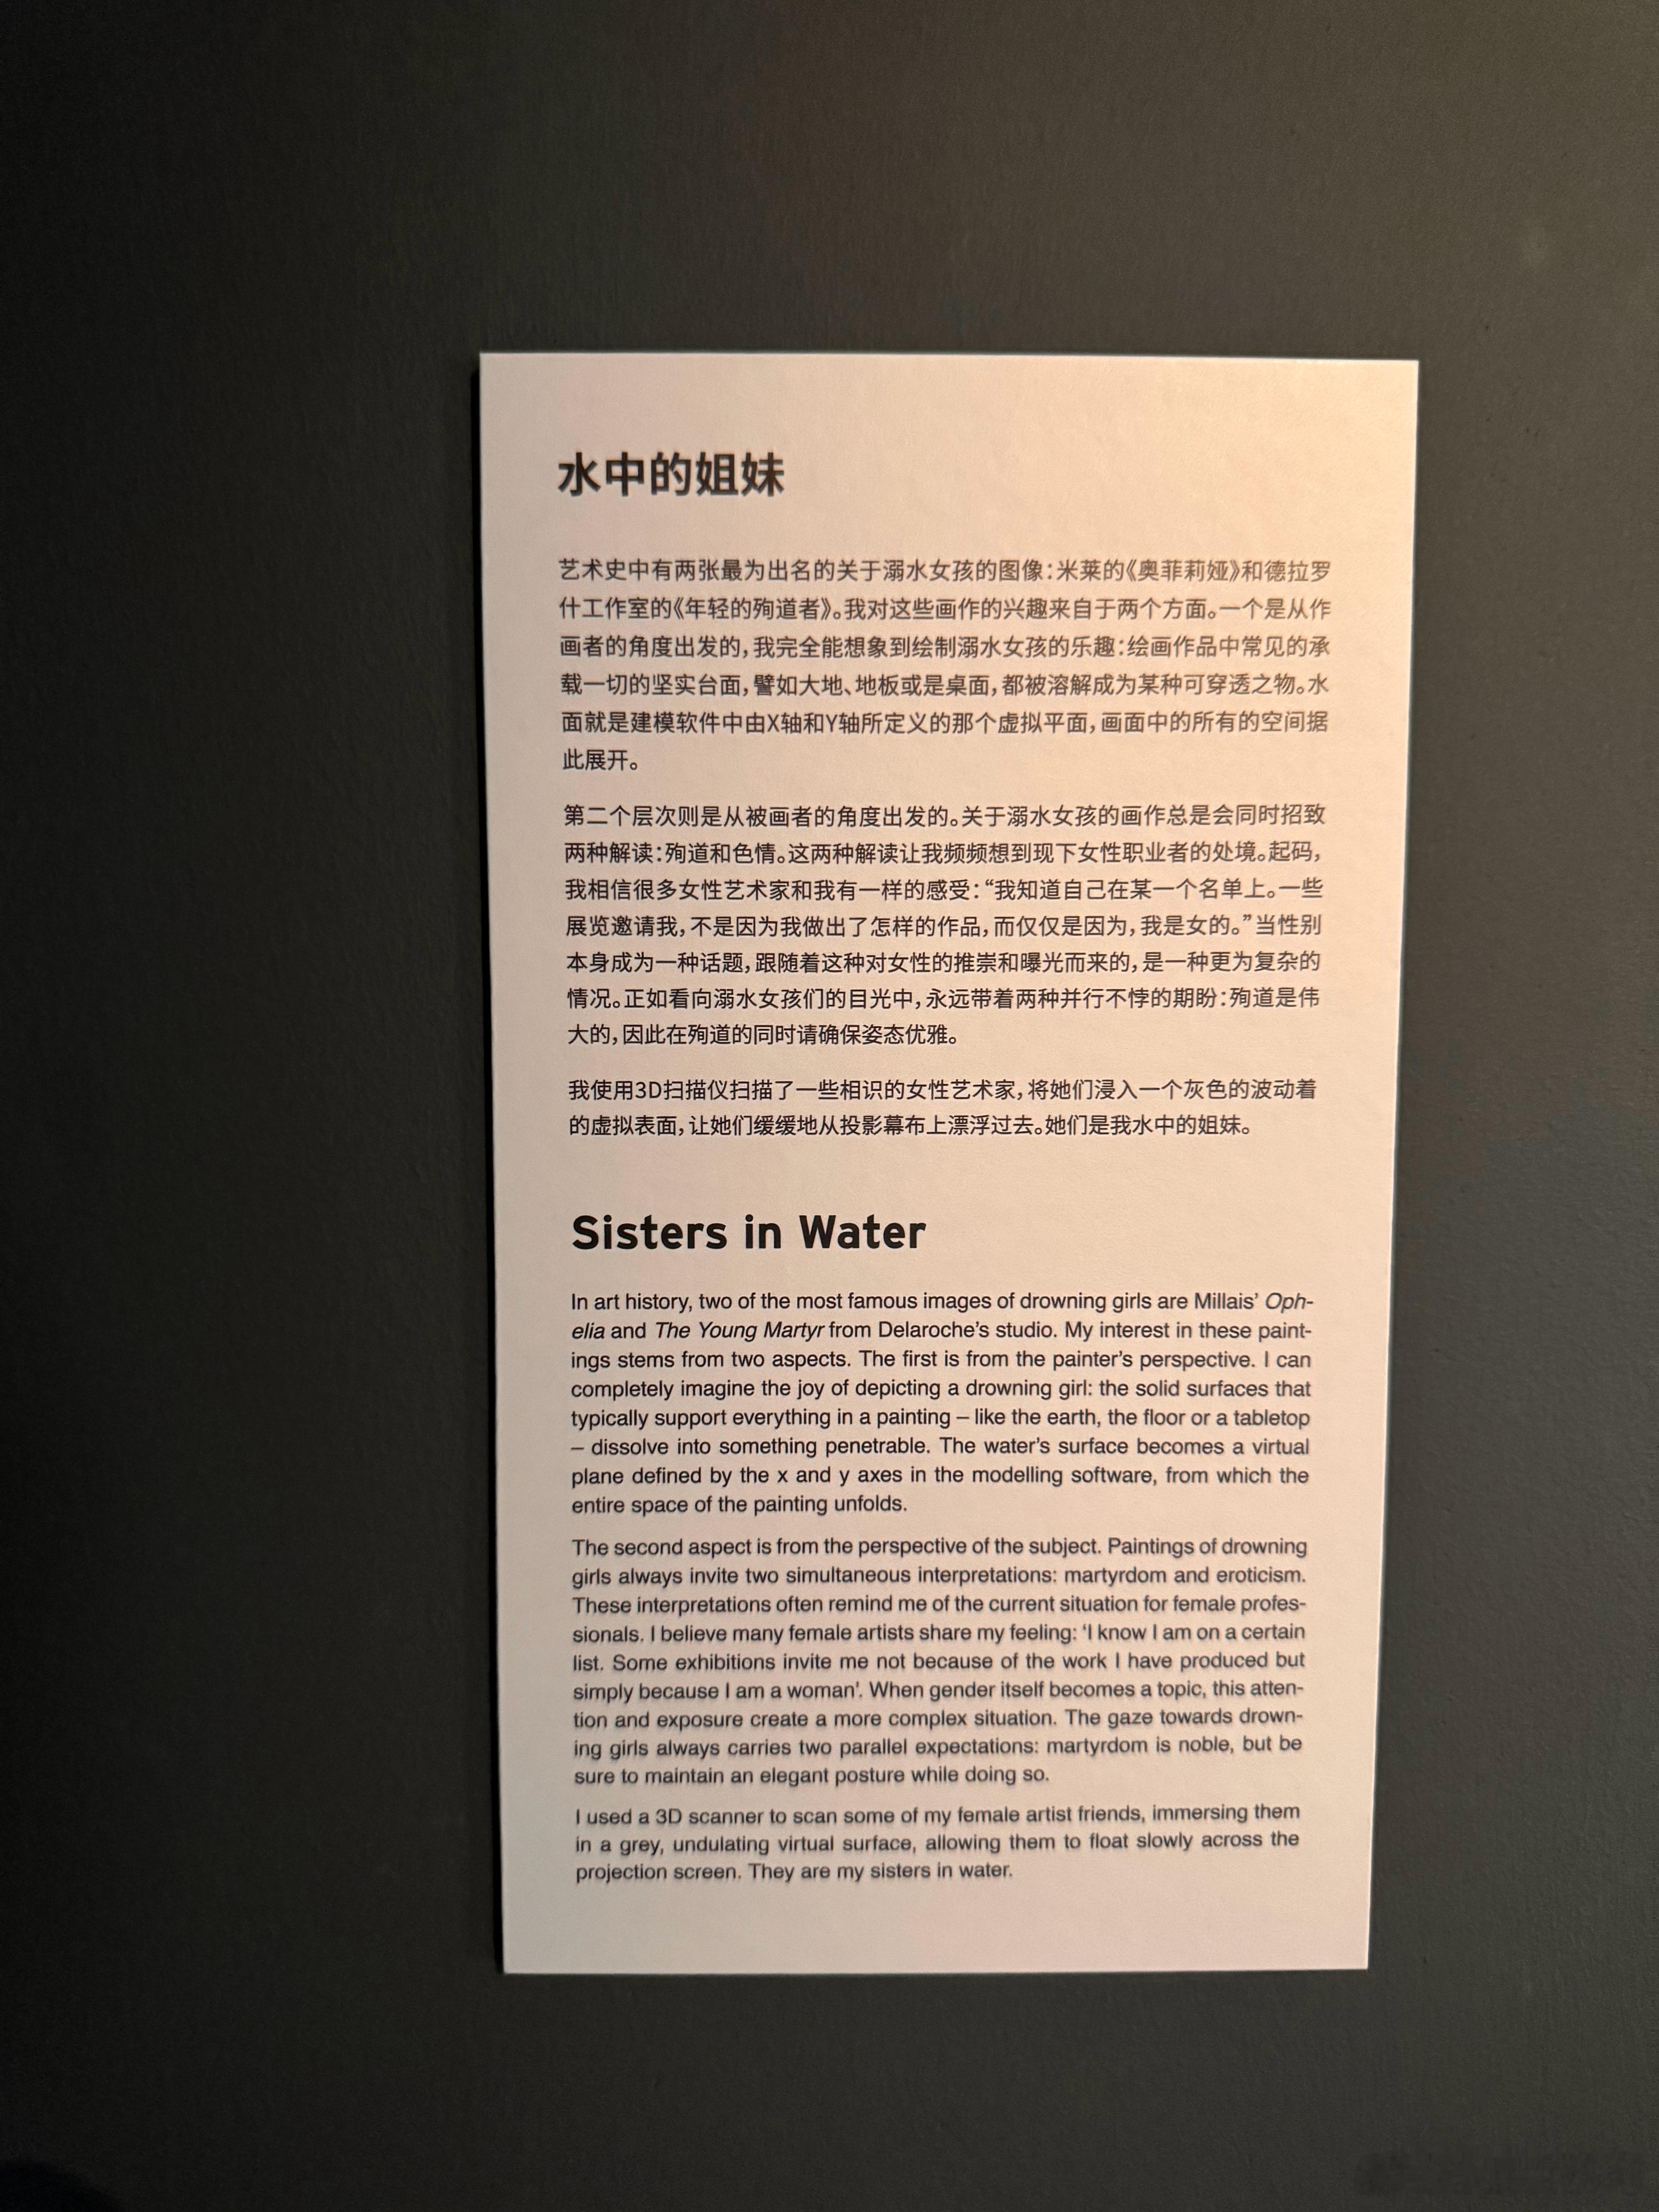 水中的姐妹
艺术史中有两张最为出名的关于溺水女孩的图像：米莱的《奥菲莉娅》和德拉罗
什工作室的《年轻的殉道者》。我对这些画作的兴趣来自于两个方面。一个是从作
画者的角度出发的，我完全能想象到绘制溺水女孩的乐趣：绘画作品中常见的承
载一切的坚实台面，譬如大地、地板或是桌面，都被溶解成为某种可穿透之物。水
面就是建模软件中由X轴和Y轴所定义的那个虚拟平面，画面中的所有的空间据
此展开。
第二个层次则是从被画者的角度出发的。关于溺水女孩的画作总是会同时招致
两种解读：殉道和色情。这两种解读让我频频想到现下女性职业者的处境。起码，
我相信很多女性艺术家和我有一样的感受：“我知道自己在某一个名单上。一些
展览邀请我，不是因为我做出了怎样的作品，而仅仅是因为，我是女的。”当性别
本身成为一种话题，跟随着这种对女性的推崇和曝光而来的，是一种更为复杂的
情况。正如看向溺水女孩们的目光中，永远带着两种并行不悖的期盼：殉道是伟
大的，因此在殉道的同时请确保姿态优雅。
我使用3D扫描仪扫描了一些相识的女性艺术家，将她们浸入一个灰色的波动着
的虚拟表面，让她们缓缓地从投影幕布上漂浮过去。她们是我水中的姐妹。
Sisters in Water
In art history, two of the most famous images of drowning girls are Millais’ Oph-
elia and The Young Martyr from Delaroche’s studio. My interest in these paint-
ings stems from two aspects. The first is from the painter’s perspective. I can
completely imagine the joy of depicting a drowning girl: the solid surfaces that
typically support everything in a painting – like the earth, the floor or a tabletop
– dissolve into something penetrable. The water’s surface becomes a virtual
plane defined by the x and y axes in the modelling software, from which the
entire space of the painting unfolds.
The second aspect is from the perspective of the subject. Paintings of drowning
girls always invite two simultaneous interpretations: martyrdom and eroticism.
These interpretations often remind me of the current situation for female profes-
sionals. I believe many female artists share my feeling: ‘I know I am on a certain
list. Some exhibitions invite me not because of the work I have produced but
simply because I am a woman’. When gender itself becomes a topic, this atten-
tion and exposure create a more complex situation. The gaze towards drown-
ing girls always carries two parallel expectations: martyrdom is noble, but be
sure to maintain an elegant posture while doing so.
I used a 3D scanner to scan some of my female artist friends, immersing them
in a grey, undulating virtual surface, allowing them to float slowly across the
projection screen. They are my sisters in water.